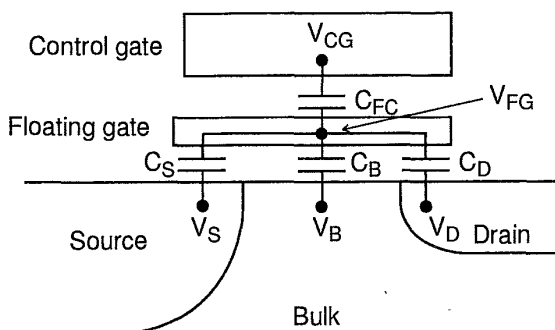 V_CG
Control gate
C_FC
V_FG
Floating gate
C_S
C_B
C_D
V_S
V_B
V_D
Source
Drain
Bulk